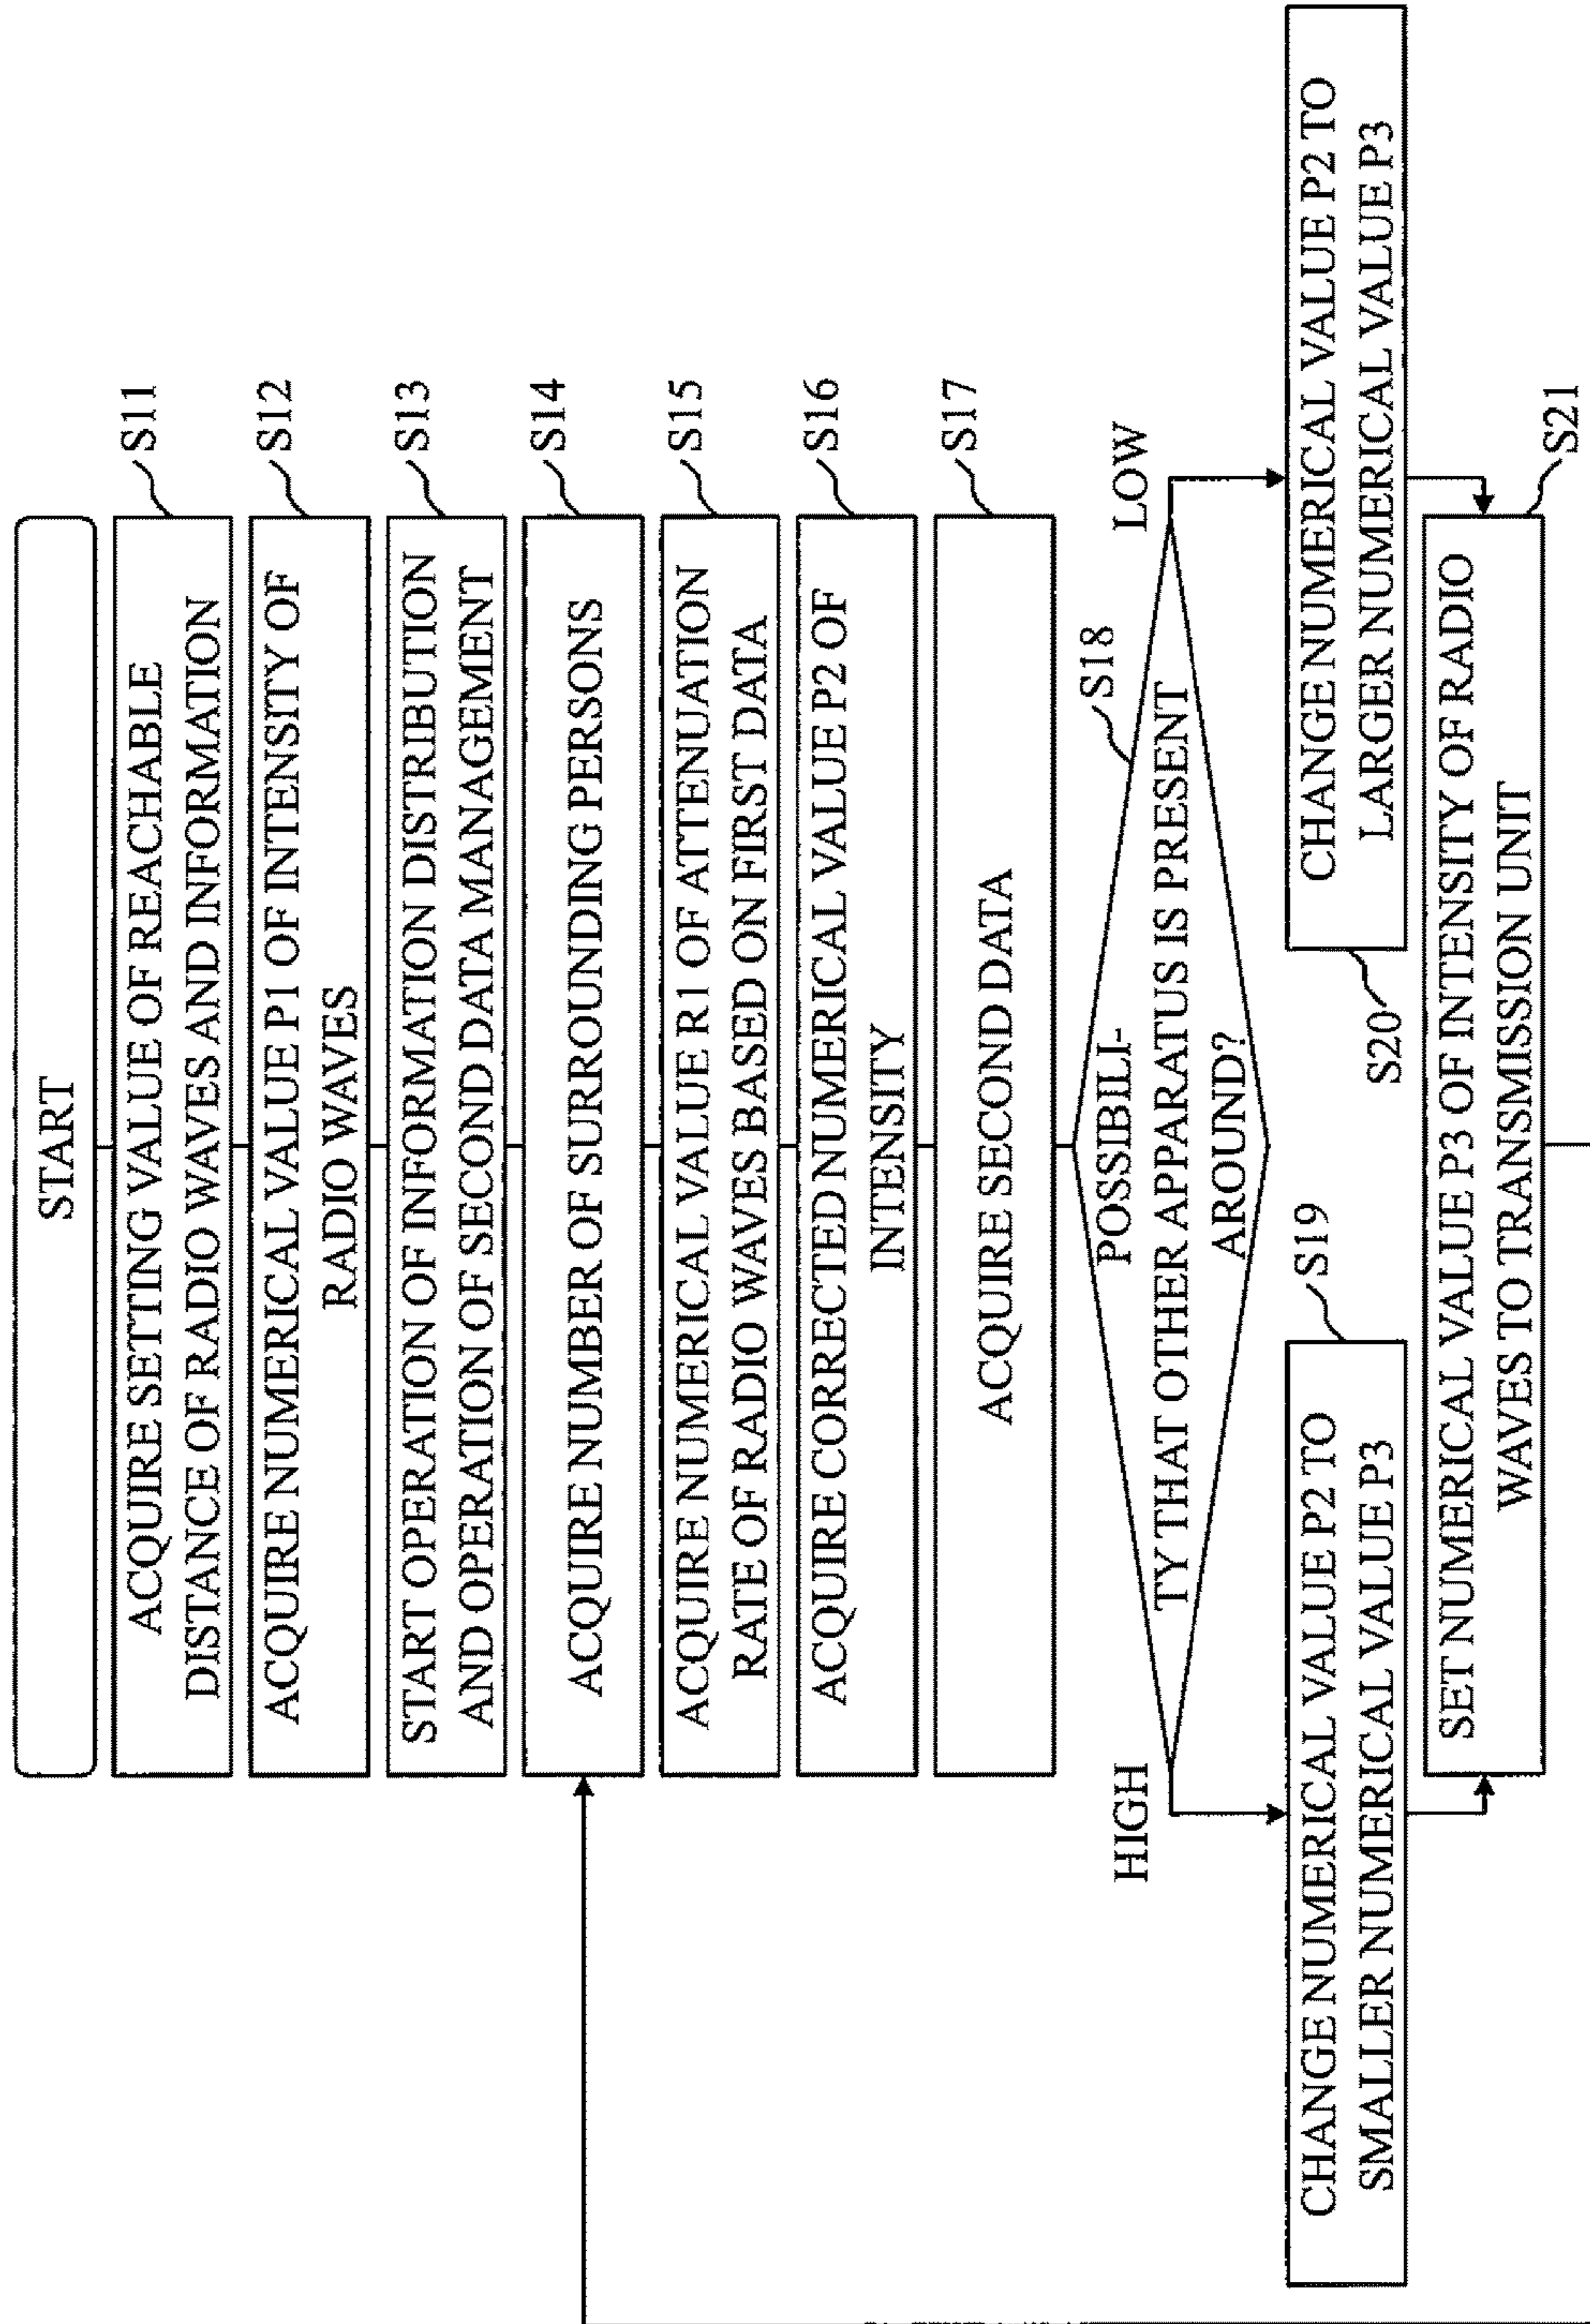 START
ACQUIRE SETTING VALUE OF REACHABLE
DISTANCE OF RADIO WAVES AND INFORMATION
S11
ACQUIRE NUMERICAL VALUE P1 OF INTENSITY OF
RADIO WAVES
S12
START OPERATION OF INFORMATION DISTRIBUTION
AND OPERATION OF SECOND DATA MANAGEMENT
S13
ACQUIRE NUMBER OF SURROUNDING PERSONS
S14
ACQUIRE NUMERICAL VALUE R1 OF ATTENUATION
RATE OF RADIO WAVES BASED ON FIRST DATA
S15
ACQUIRE CORRECTED NUMERICAL VALUE P2 OF
INTENSITY
S16
ACQUIRE SECOND DATA
S17
S18
POSSIBILI-
TY THAT OTHER APPARATUS IS PRESENT
AROUND?
HIGH
LOW
S19
CHANGE NUMERICAL VALUE P2 TO
SMALLER NUMERICAL VALUE P3
CHANGE NUMERICAL VALUE P2 TO
LARGER NUMERICAL VALUE P3
S20
SET NUMERICAL VALUE P3 OF INTENSITY OF RADIO
WAVES TO TRANSMISSION UNIT
S21